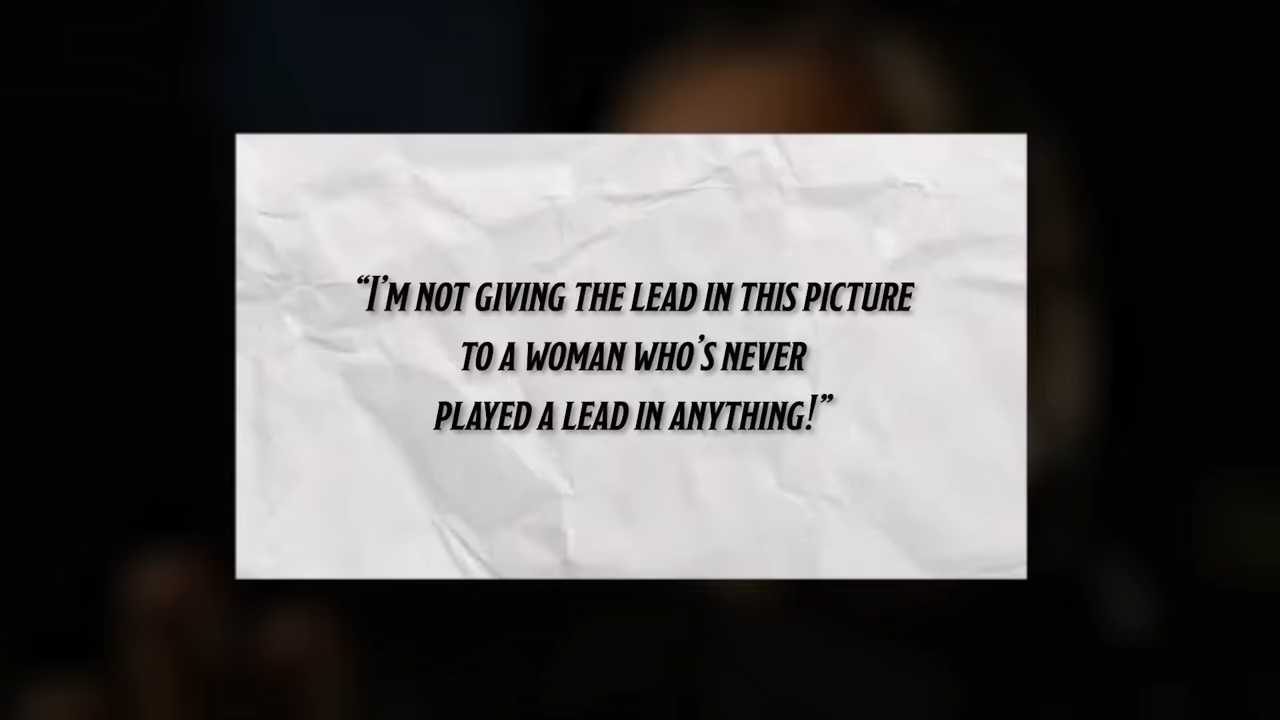 “I’M NOT GIVING THE LEAD IN THIS PICTURE
TO A WOMAN WHO’S NEVER
PLAYED A LEAD IN ANYTHING!”